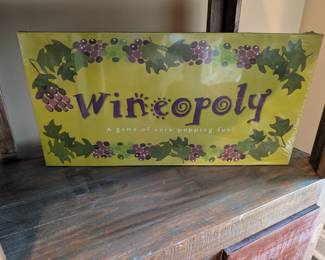 Wineopoly
A game of cork popping fun!